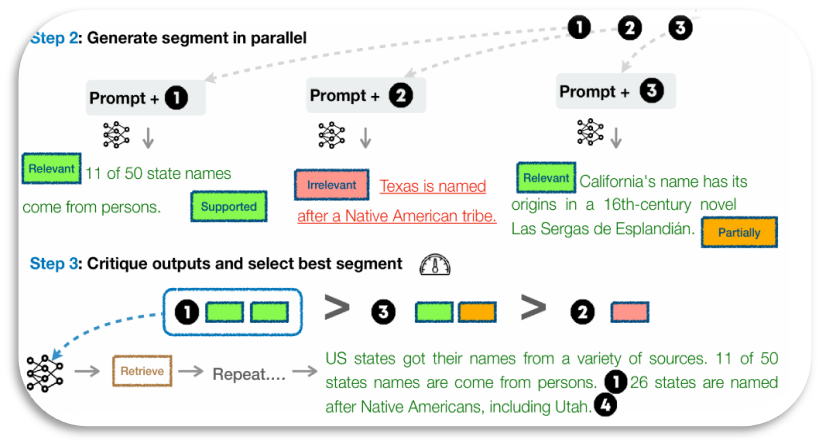 1 2 3
Step 2: Generate segment in parallel
Prompt + 1
Prompt + 2
Prompt + 3
Relevant 11 of 50 state names
come from persons. Supported
Irrelevant Texas is named
after a Native American tribe.
Relevant California's name has its
origins in a 16th-century novel
Las Sergas de Esplandián. Partially
Step 3: Critique outputs and select best segment
1 > 3 > 2
Retrieve
Repeat....
US states got their names from a variety of sources. 11 of 50
states names are come from persons. 1 26 states are named
after Native Americans, including Utah. 4